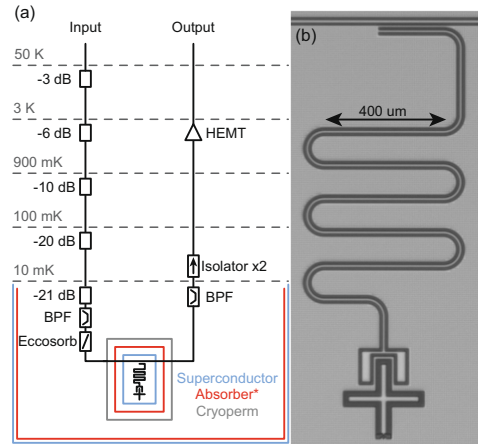 (a)
Input
Output
50 K
-3 dB
3 K
-6 dB
HEMT
900 mK
-10 dB
100 mK
-20 dB
Isolator x2
10 mK
-21 dB
BPF
BPF
Eccosorb
Superconductor
Absorber*
Cryoperm
(b)
400 um